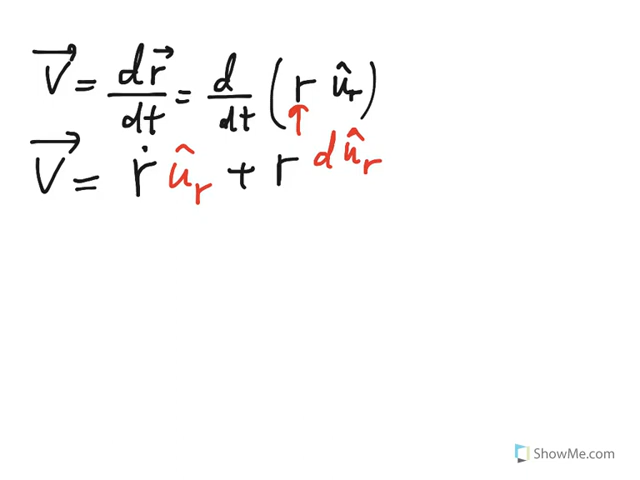 V⃗ = dr⃗/dt = d/dt (r û_r)
V⃗ = ṙ û_r + r dû_r
ShowMe.com